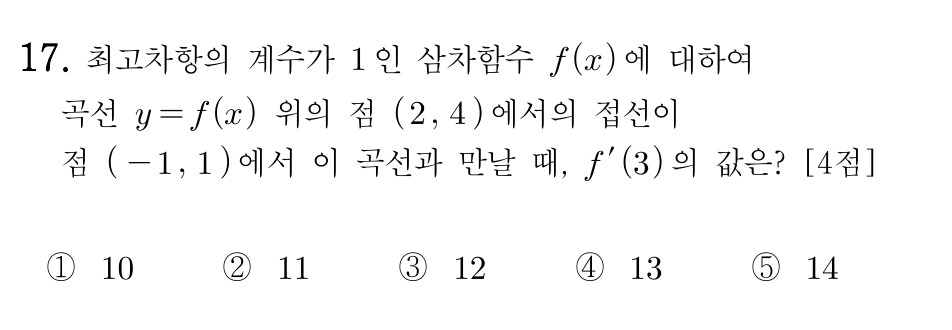 17. 최고차항의 계수가 1인 삼차함수 f(x)에 대하여
곡선 y=f(x) 위의 점 (2, 4)에서의 접선이
점 (-1, 1)에서 이 곡선과 만날 때, f′(3)의 값은? [4점]
① 10 ② 11 ③ 12 ④ 13 ⑤ 14